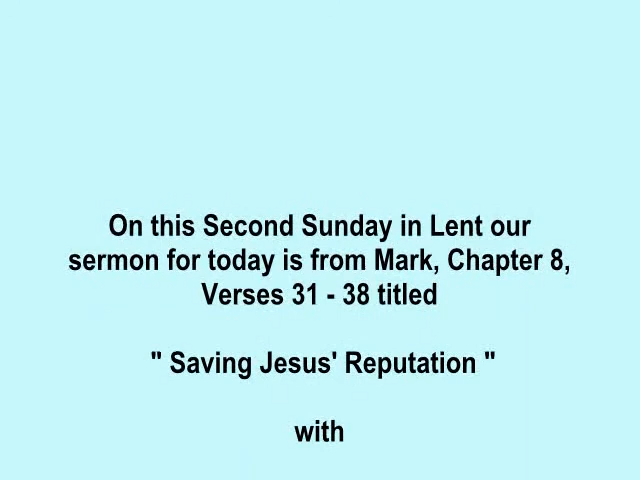 On this Second Sunday in Lent our
sermon for today is from Mark, Chapter 8,
Verses 31 - 38 titled
" Saving Jesus' Reputation "
with